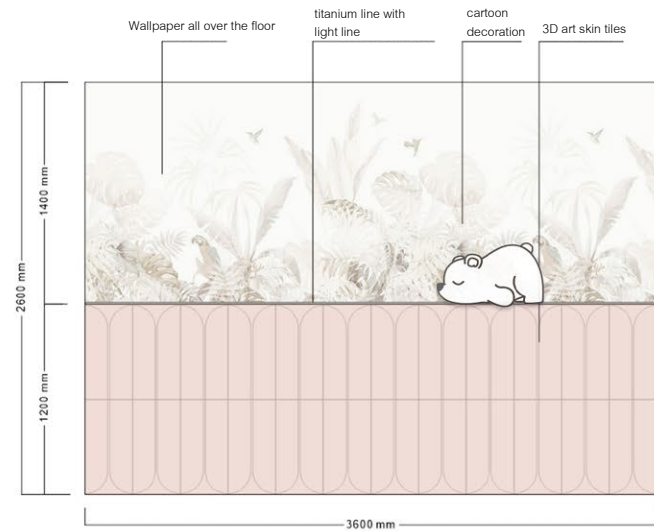 Wallpaper all over the floor
titanium line with
light line
cartoon
decoration
3D art skin tiles
1400 mm
2600 mm
1200 mm
3600 mm